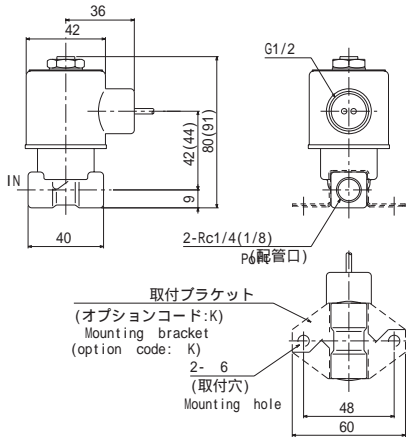 36
42
G1/2
42(44)
80(91)
IN
9
40
2-Rc1/4(1/8)
Port(配管口)
取付ブラケット
(オプションコード:K)
Mounting bracket
(option code: K)
2- 6
(取付穴)
Mounting hole
48
60